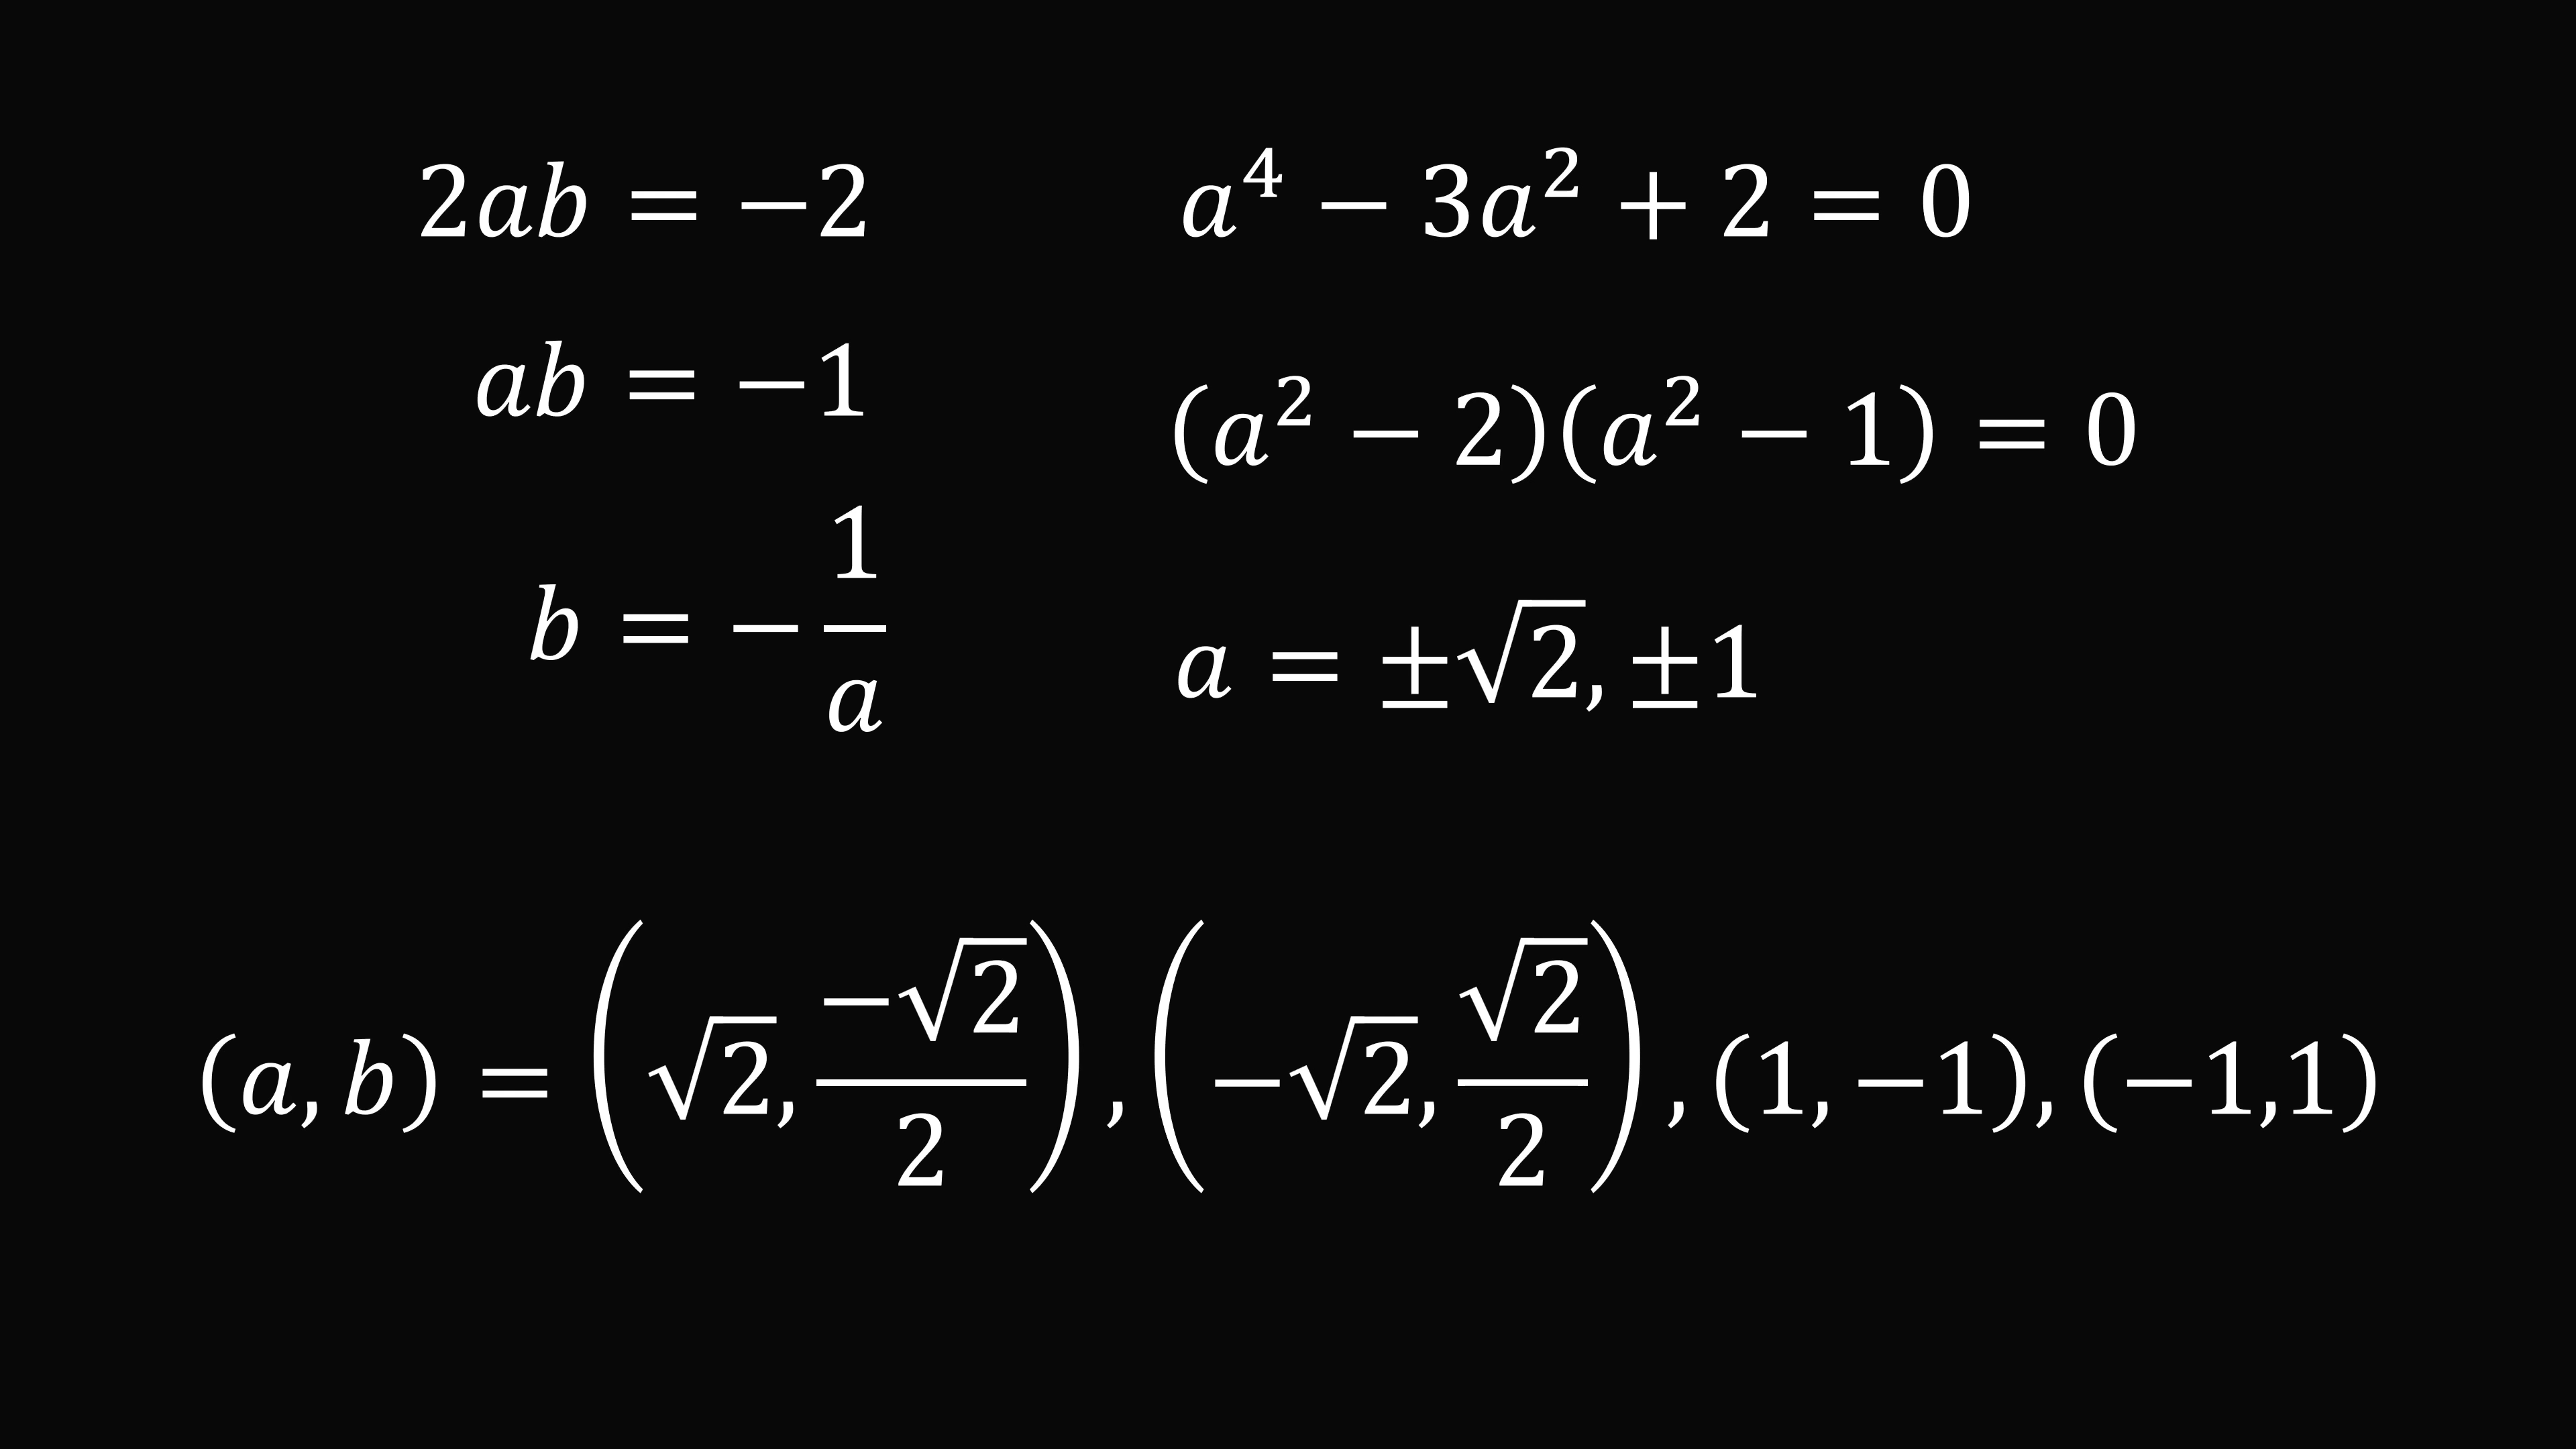 2ab = −2
ab = −1
b = −1/a
a⁴ − 3a² + 2 = 0
(a² − 2)(a² − 1) = 0
a = ±√2, ±1
(a, b) = (√2, −√2/2), (−√2, √2/2), (1, −1), (−1,1)